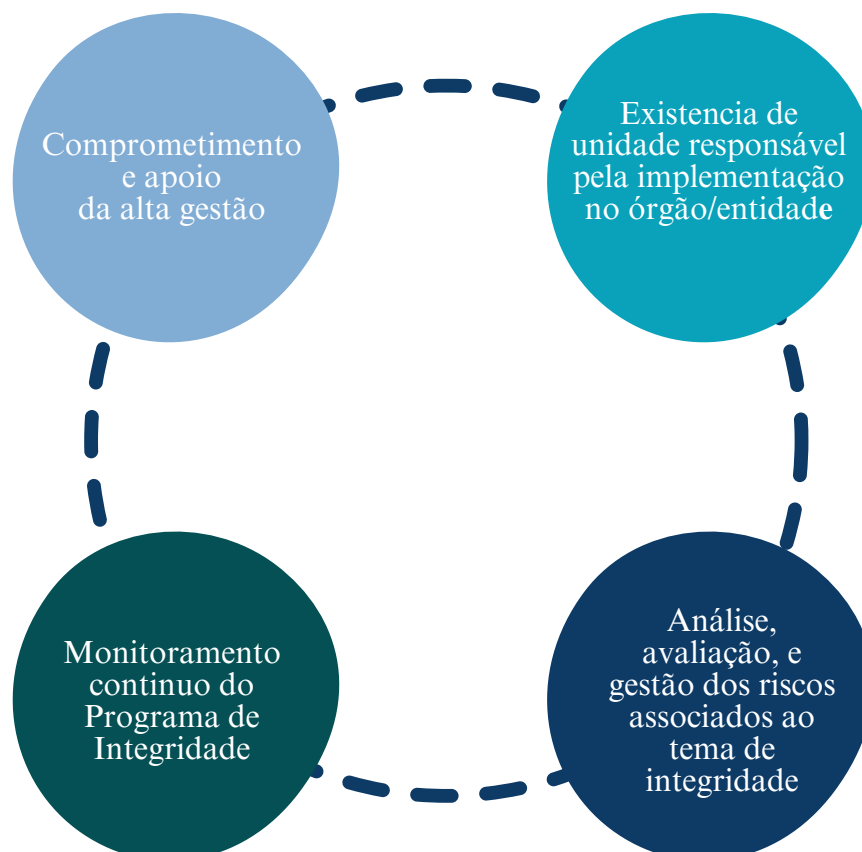 Comprometimento
e apoio
da alta gestão
Existencia de
unidade responsável
pela implementação
no órgão/entidade
Análise,
avaliação, e
gestão dos riscos
associados ao
tema de
integridade
Monitoramento
continuo do
Programa de
Integridade